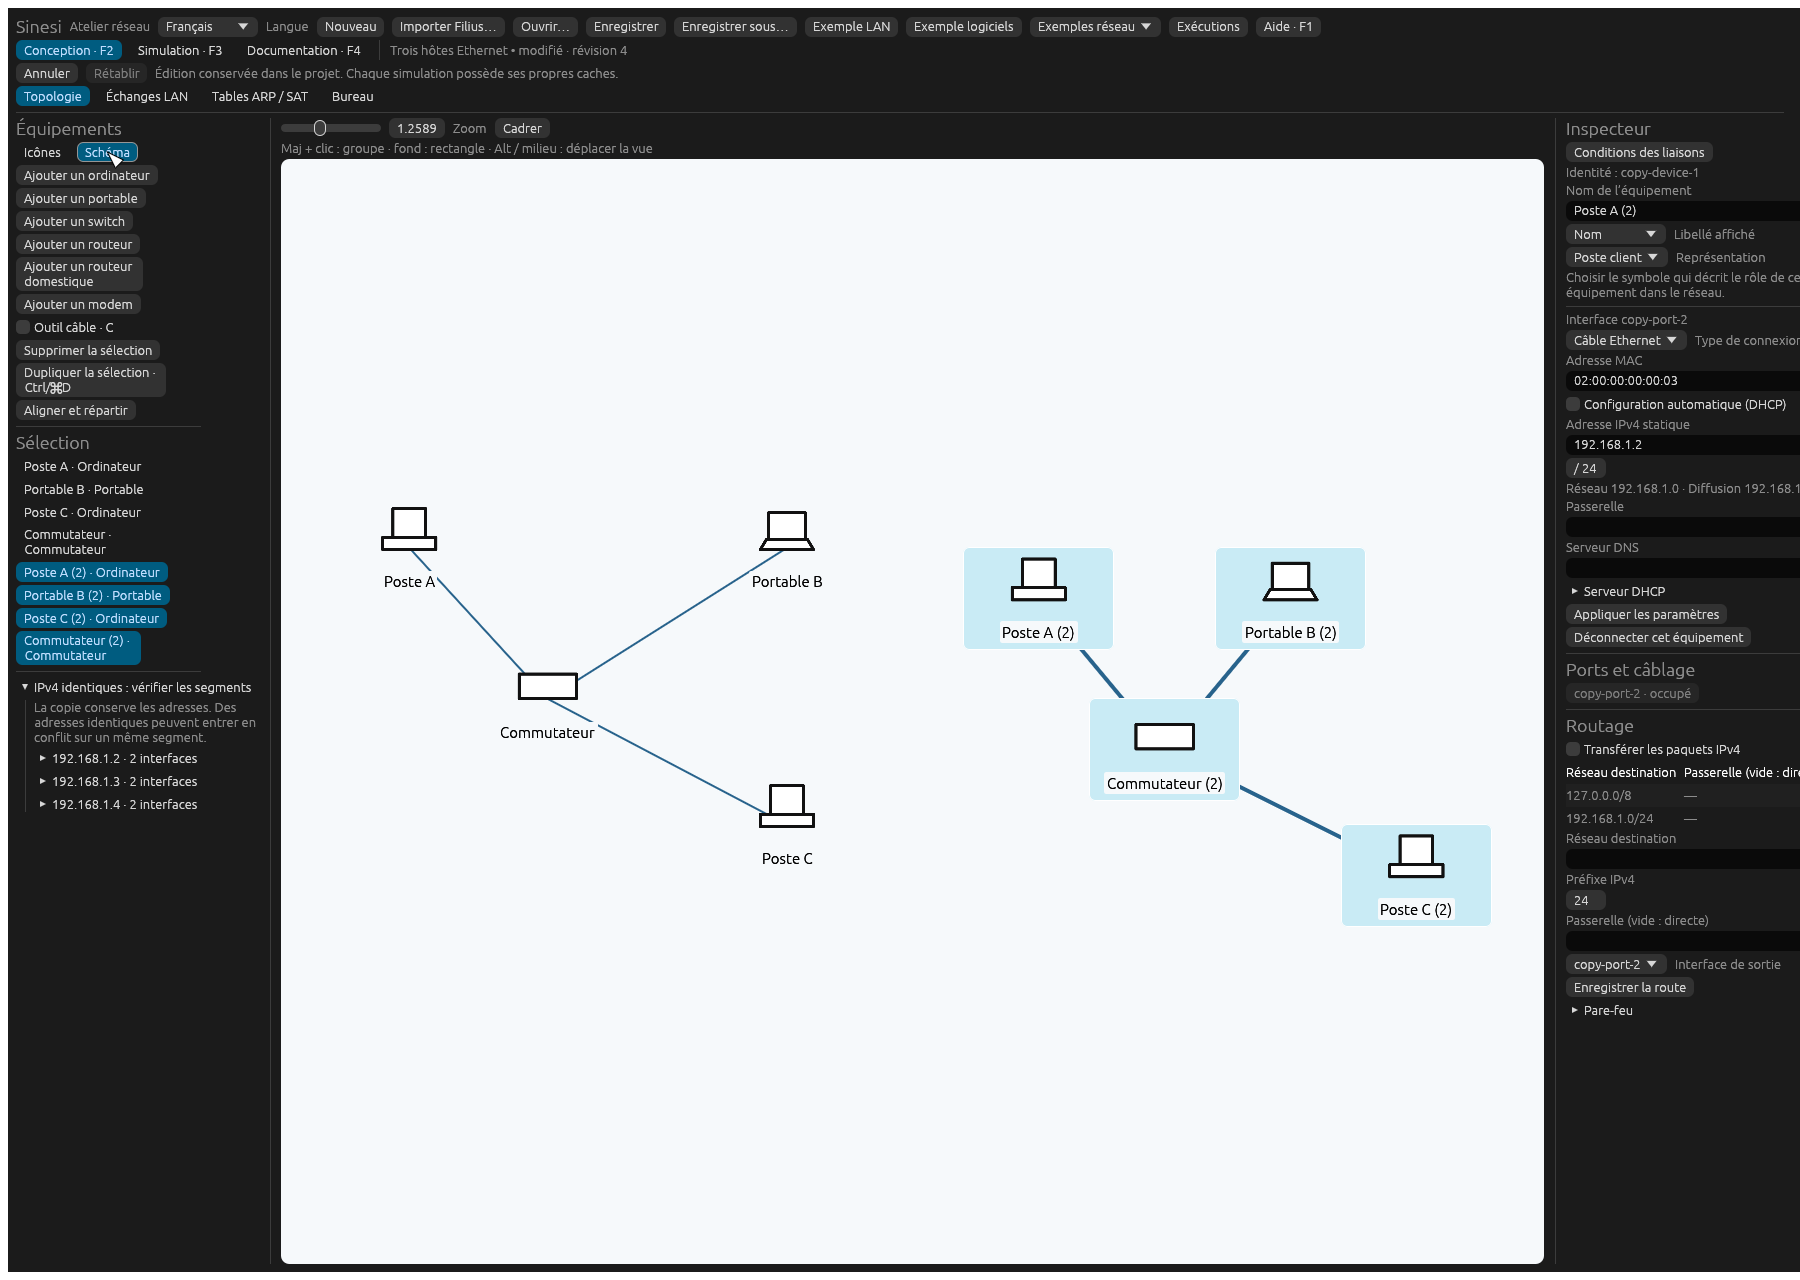 Sinesi Atelier réseau Français Langue Nouveau Importer Filius… Ouvrir… Enregistrer Enregistrer sous… Exemple LAN Exemple logiciels Exemples réseau Exécutions Aide · F1
Conception · F2 Simulation · F3 Documentation · F4 Trois hôtes Ethernet • modifié · révision 4
Annuler Rétablir Édition conservée dans le projet. Chaque simulation possède ses propres caches.
Topologie Échanges LAN Tables ARP / SAT Bureau
Équipements
Icônes Schéma
Ajouter un ordinateur
Ajouter un portable
Ajouter un switch
Ajouter un routeur
Ajouter un routeur
domestique
Ajouter un modem
Outil câble · C
Supprimer la sélection
Dupliquer la sélection ·
Ctrl/⌘D
Aligner et répartir
Sélection
Poste A · Ordinateur
Portable B · Portable
Poste C · Ordinateur
Commutateur ·
Commutateur
Poste A (2) · Ordinateur
Portable B (2) · Portable
Poste C (2) · Ordinateur
Commutateur (2) ·
Commutateur
IPv4 identiques : vérifier les segments
La copie conserve les adresses. Des
adresses identiques peuvent entrer en
conflit sur un même segment.
192.168.1.2 · 2 interfaces
192.168.1.3 · 2 interfaces
192.168.1.4 · 2 interfaces
1.2589 Zoom Cadrer
Maj + clic : groupe · fond : rectangle · Alt / milieu : déplacer la vue
Poste A
Portable B
Commutateur
Poste C
Poste A (2)
Portable B (2)
Commutateur (2)
Poste C (2)
Inspecteur
Conditions des liaisons
Identité : copy-device-1
Nom de l’équipement
Poste A (2)
Nom Libellé affiché
Poste client Représentation
Choisir le symbole qui décrit le rôle de ce
équipement dans le réseau.
Interface copy-port-2
Câble Ethernet Type de connexion
Adresse MAC
02:00:00:00:00:03
Configuration automatique (DHCP)
Adresse IPv4 statique
192.168.1.2
/ 24
Réseau 192.168.1.0 · Diffusion 192.168.1
Passerelle
Serveur DNS
Serveur DHCP
Appliquer les paramètres
Déconnecter cet équipement
Ports et câblage
copy-port-2 · occupé
Routage
Transférer les paquets IPv4
Réseau destination Passerelle (vide : dire
127.0.0.0/8 —
192.168.1.0/24 —
Réseau destination
Préfixe IPv4
24
Passerelle (vide : directe)
copy-port-2 Interface de sortie
Enregistrer la route
Pare-feu